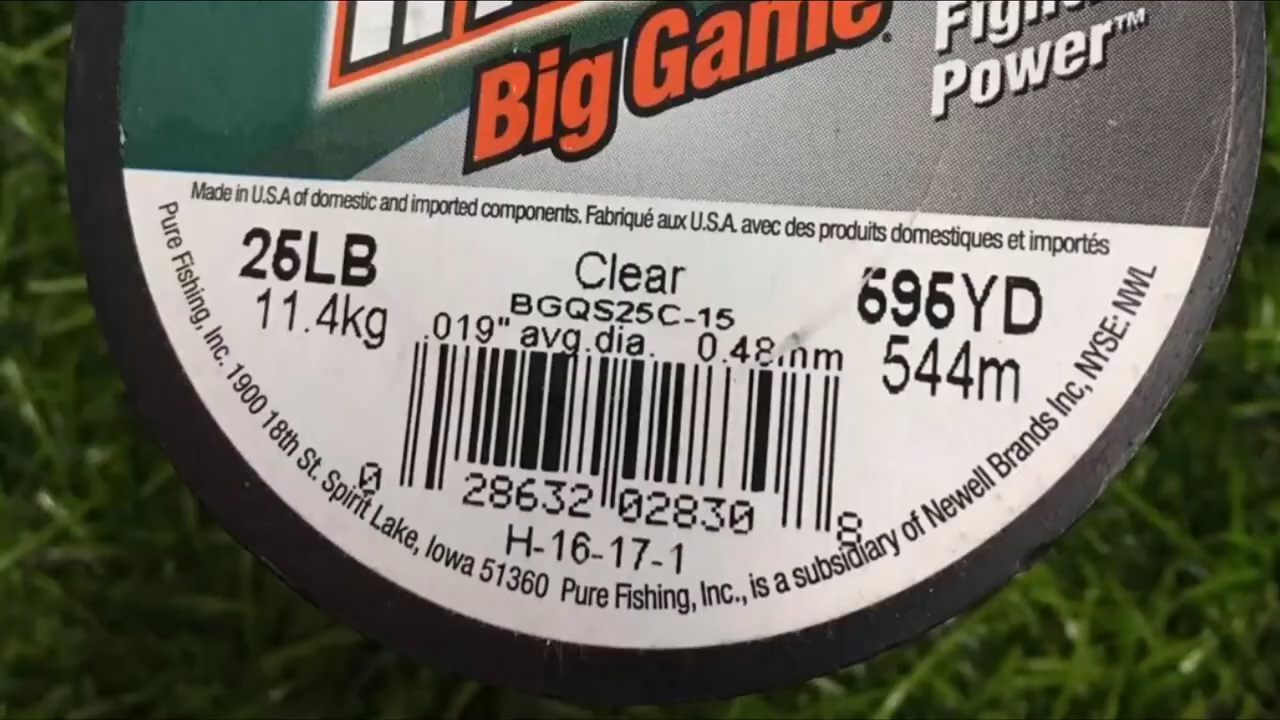 Big Game.
Power™
Made in U.S.A of domestic and imported components. Fabriqué aux U.S.A. avec des produits domestiques et importés
25LB
11.4kg
Clear
BGQS25C-15
.019" avg.dia. 0.48mm
595YD
544m
0 28632 02830 8
H-16-17-1
Pure Fishing, Inc. 1900 18th St. Spirit Lake, Iowa 51360 Pure Fishing, Inc., is a subsidiary of Newell Brands Inc, NYSE: NWL